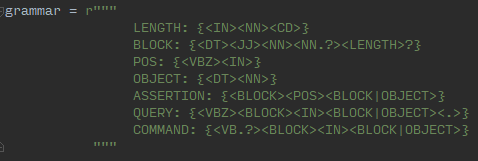 grammar = r"""
LENGTH: {<IN><NN><CD>}
BLOCK: {<DT><JJ><NN><NN.?><LENGTH>?}
POS: {<VBZ><IN>}
OBJECT: {<DT><NN>}
ASSERTION: {<BLOCK><POS><BLOCK|OBJECT>}
QUERY: {<VBZ><BLOCK><IN><BLOCK|OBJECT><.>}
COMMAND: {<VB.?><BLOCK><IN><BLOCK|OBJECT>}
"""